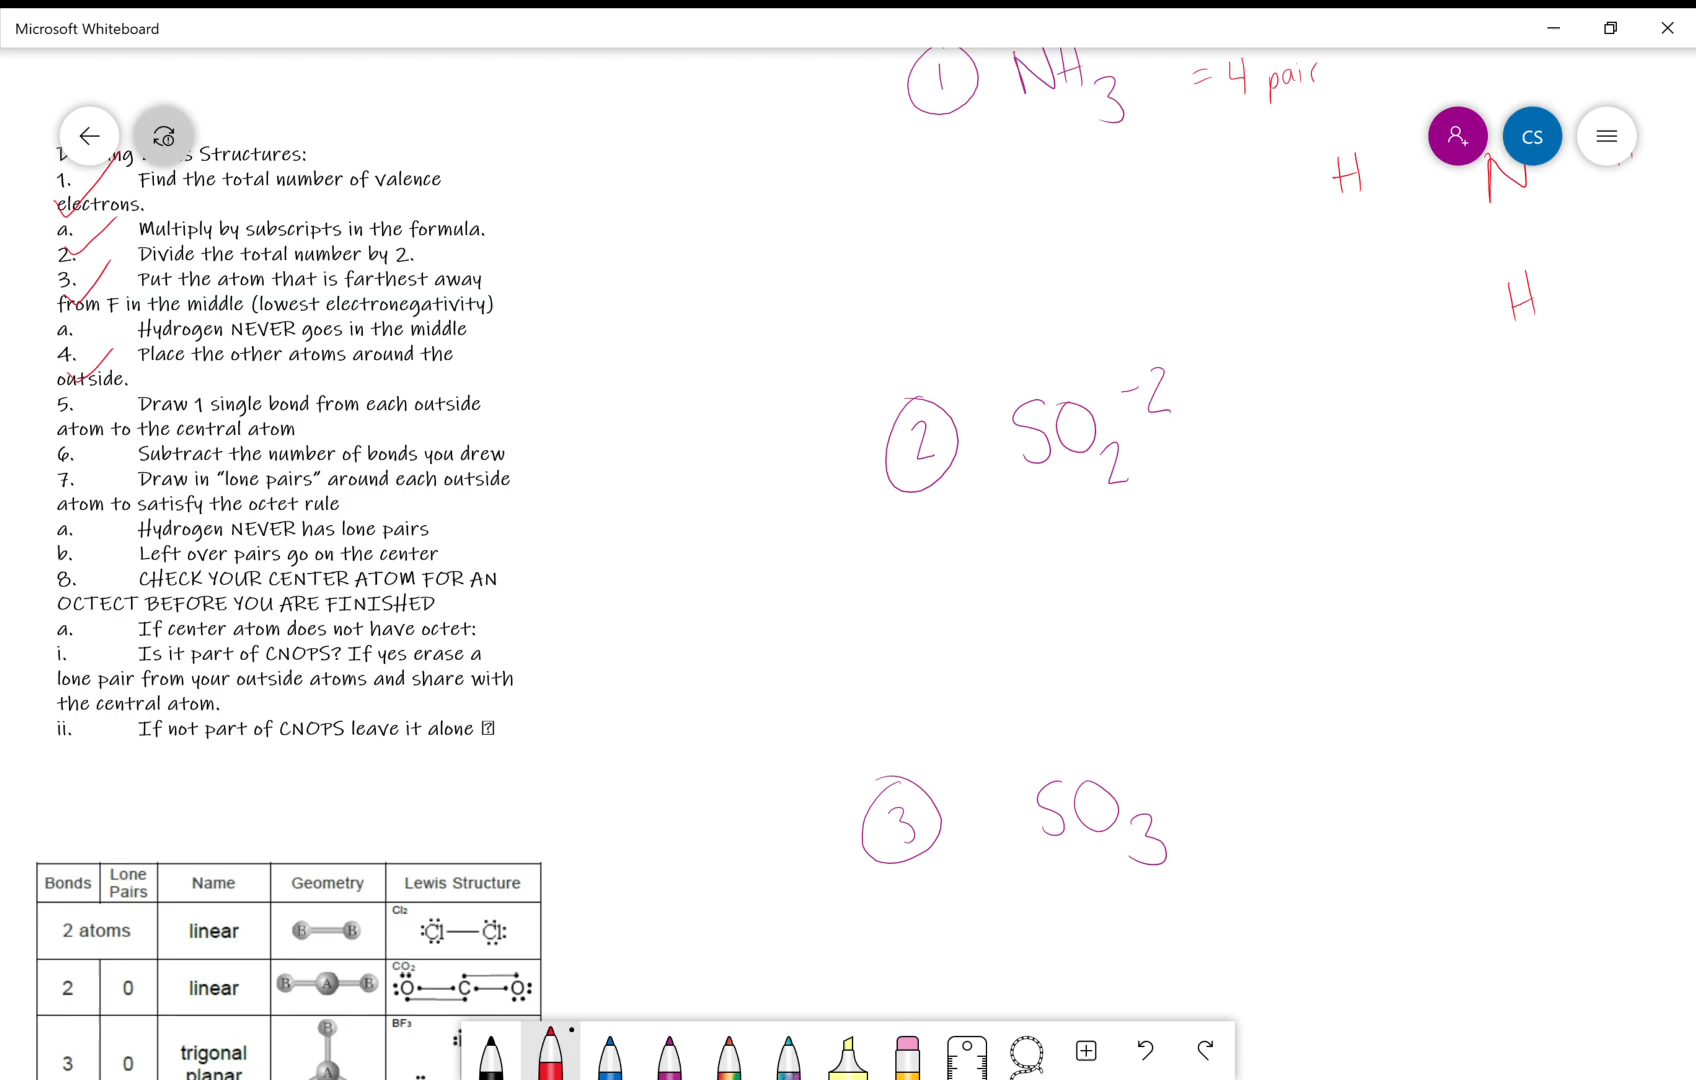 Microsoft Whiteboard
1 NH3 = 4 pair
CS
H N
H
Structures:
1. Find the total number of valence
electrons.
a. Multiply by subscripts in the formula.
2. Divide the total number by 2.
3. Put the atom that is farthest away
from F in the middle (lowest electronegativity)
a. Hydrogen NEVER goes in the middle
4. Place the other atoms around the
outside.
5. Draw 1 single bond from each outside
atom to the central atom
6. Subtract the number of bonds you drew
7. Draw in "lone pairs" around each outside
atom to satisfy the octet rule
a. Hydrogen NEVER has lone pairs
b. Left over pairs go on the center
8. CHECK YOUR CENTER ATOM FOR AN
OCTECT BEFORE YOU ARE FINISHED
a. If center atom does not have octet:
i. Is it part of CNOPS? If yes erase a
lone pair from your outside atoms and share with
the central atom.
ii. If not part of CNOPS leave it alone
2 SO2-2
3 SO3
Bonds Lone Pairs Name Geometry Lewis Structure
2 atoms linear B B Cl2 :Cl—Cl:
2 0 linear B A B CO2 :O—C—O:
3 0 trigonal planar B A BF3